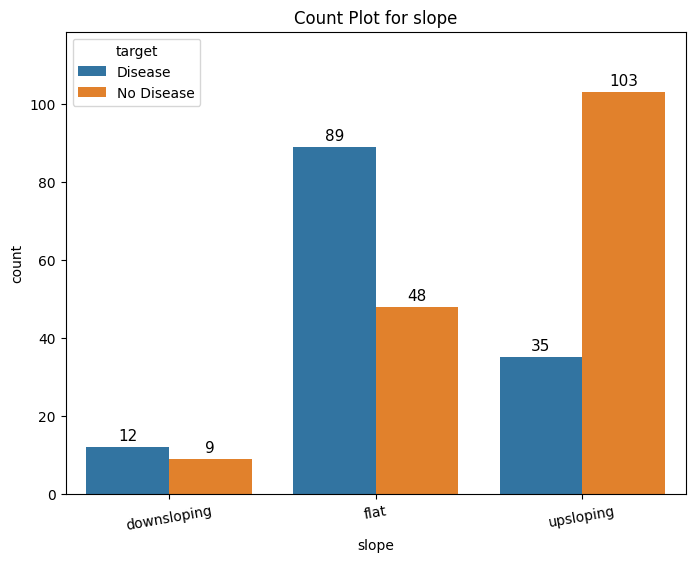 Count Plot for slope
target
Disease
No Disease
100
80
60
40
20
0
count
12
9
89
48
35
103
downsloping
flat
upsloping
slope